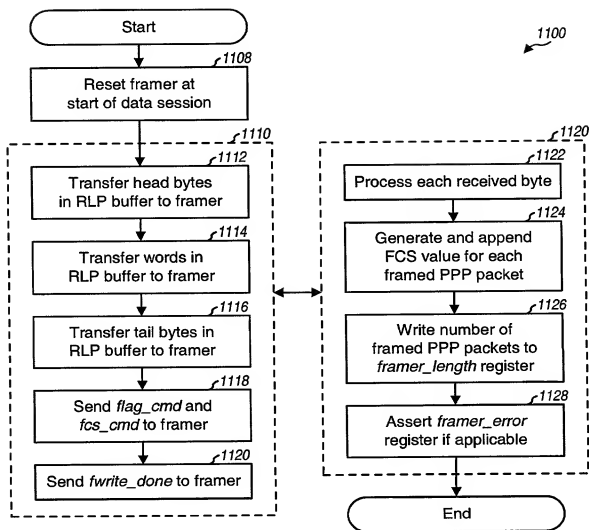 Start
1100
1108
Reset framer at
start of data session
1110
1112
Transfer head bytes
in RLP buffer to framer
1114
Transfer words in
RLP buffer to framer
1116
Transfer tail bytes in
RLP buffer to framer
1118
Send flag_cmd and
fcs_cmd to framer
1120
Send fwrite_done to framer
1120
1122
Process each received byte
1124
Generate and append
FCS value for each
framed PPP packet
1126
Write number of
framed PPP packets to
framer_length register
1128
Assert framer_error
register if applicable
End